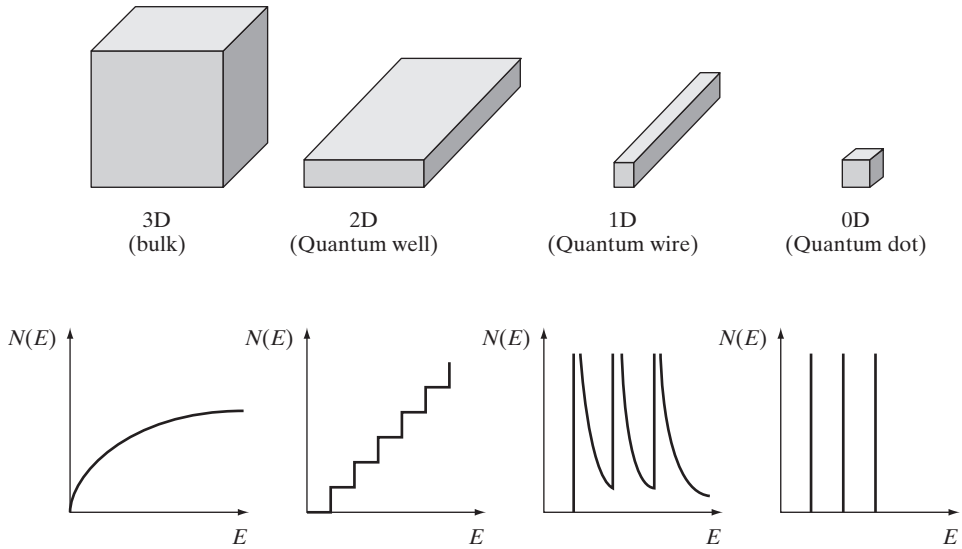 3D
(bulk)
2D
(Quantum well)
1D
(Quantum wire)
0D
(Quantum dot)
N(E)
E
N(E)
E
N(E)
E
N(E)
E